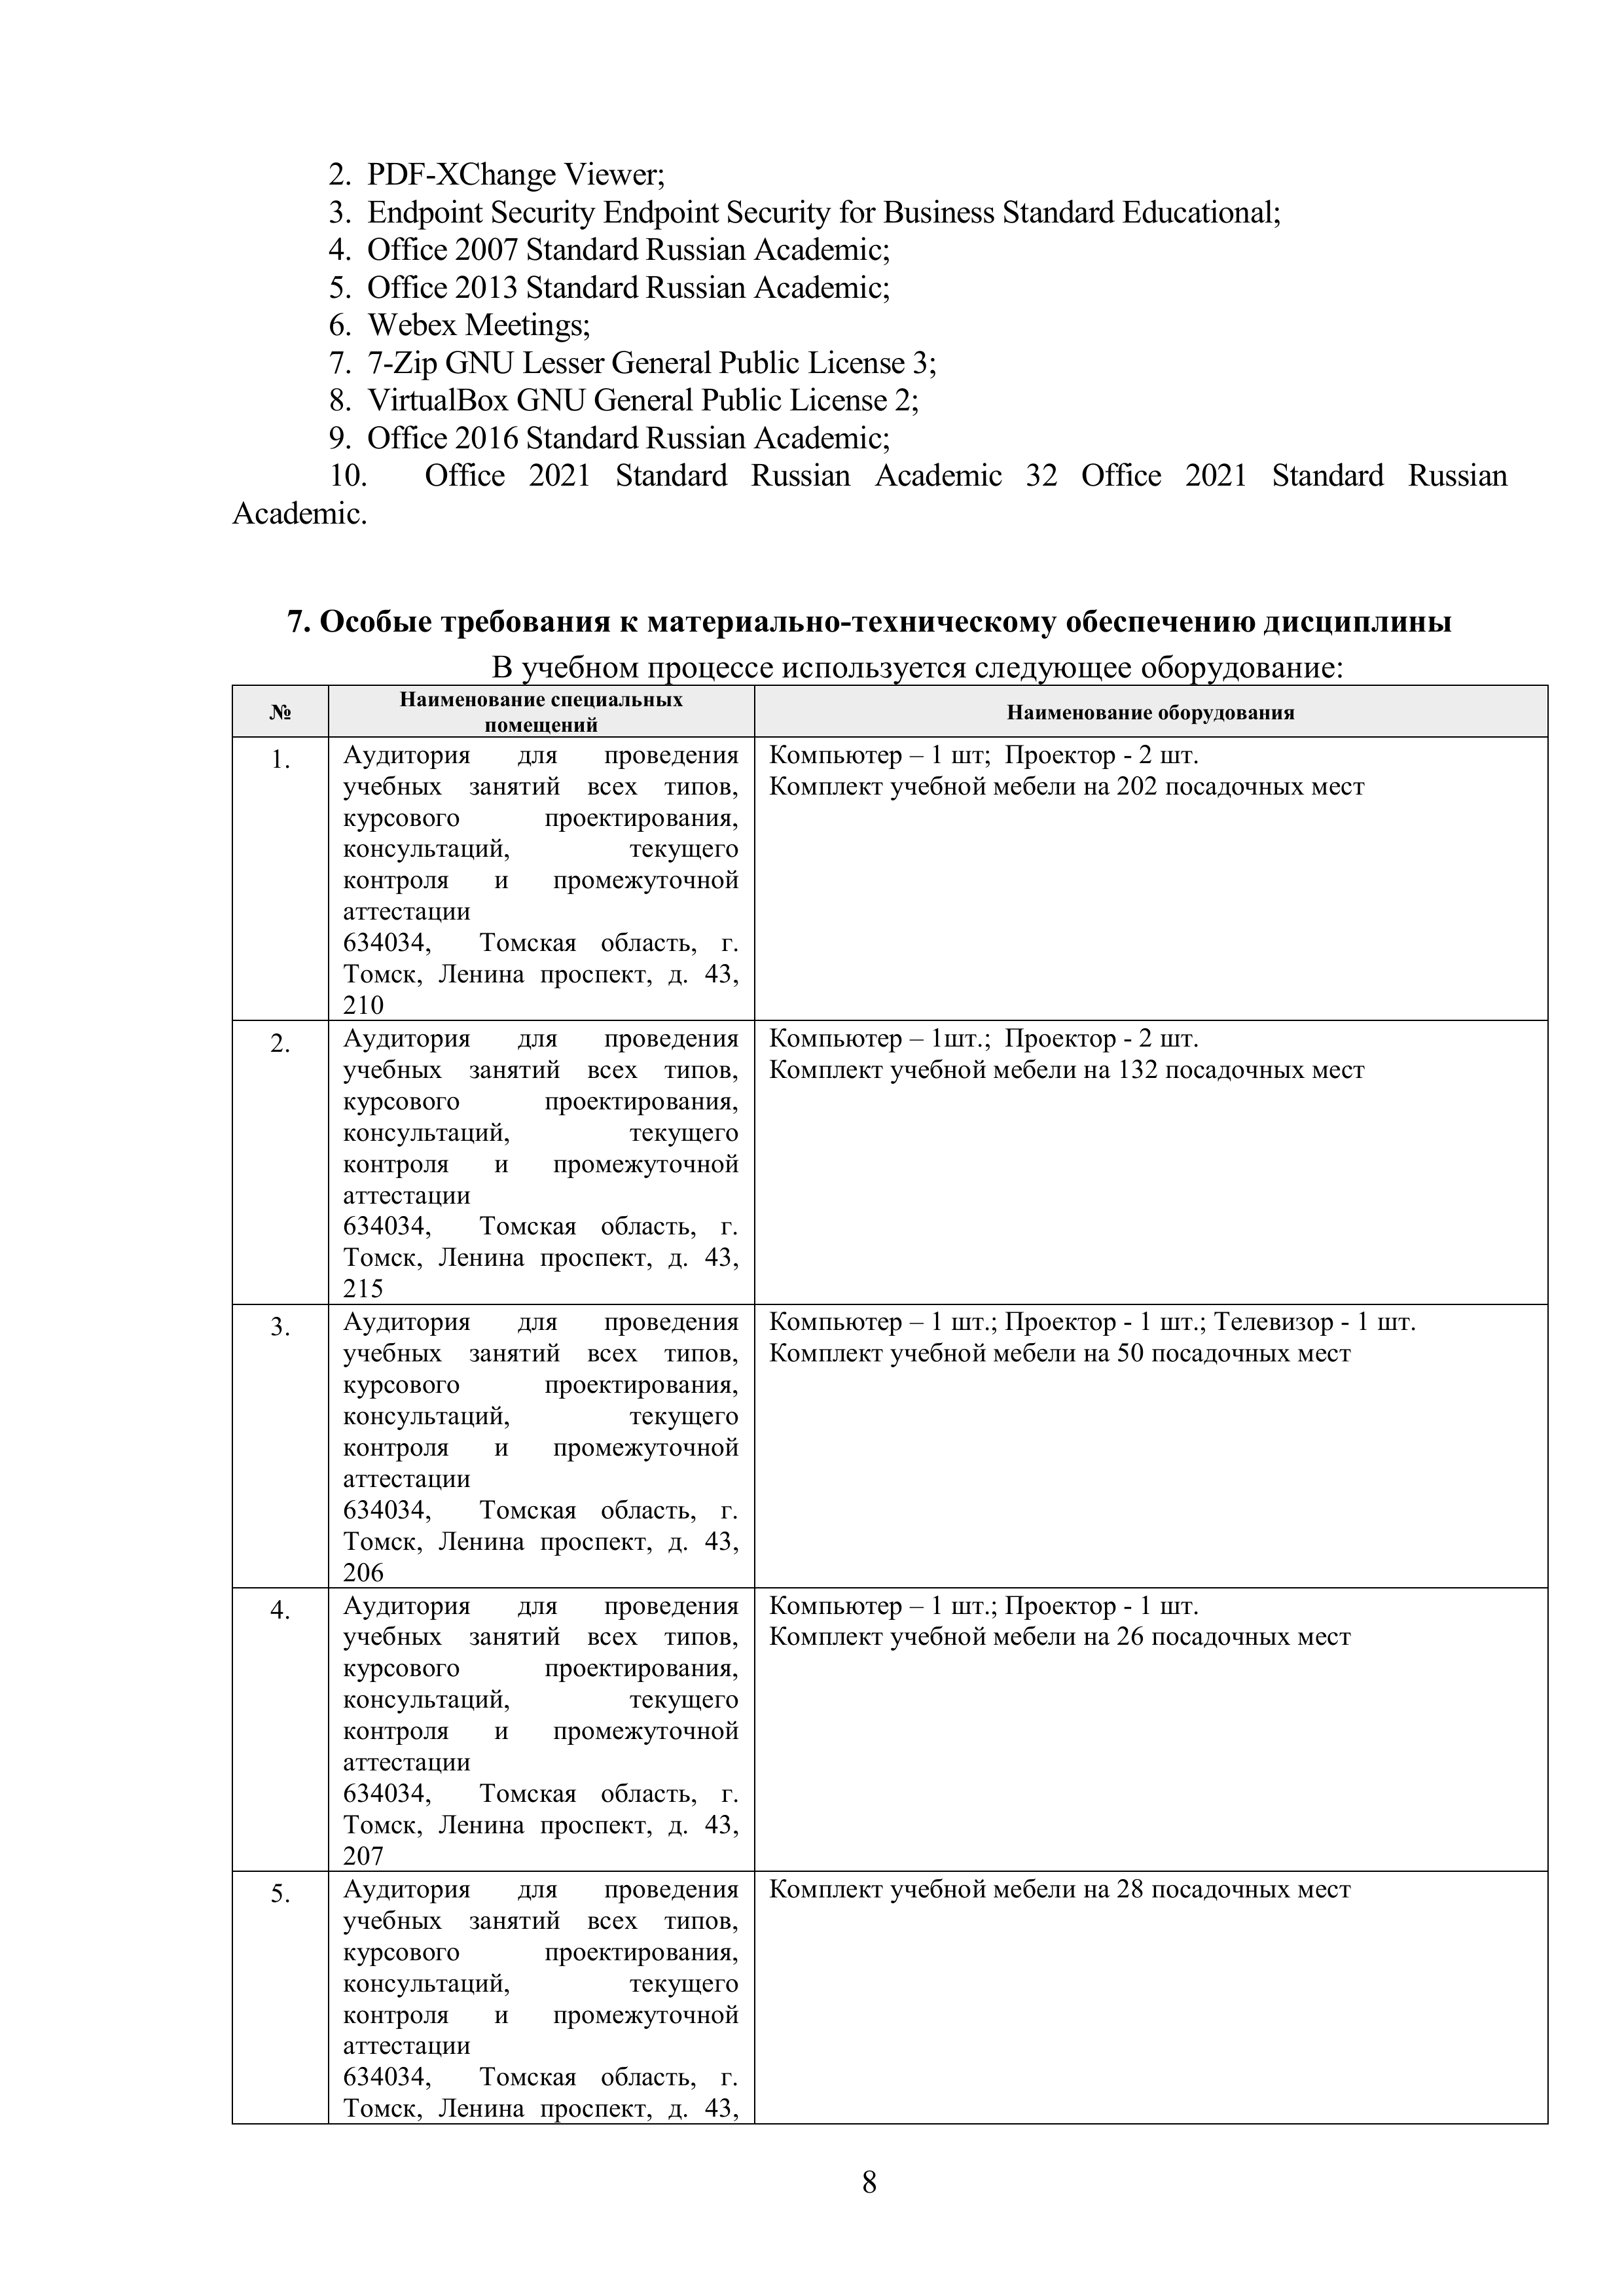 2. PDF-XChange Viewer;
3. Endpoint Security Endpoint Security for Business Standard Educational;
4. Office 2007 Standard Russian Academic;
5. Office 2013 Standard Russian Academic;
6. Webex Meetings;
7. 7-Zip GNU Lesser General Public License 3;
8. VirtualBox GNU General Public License 2;
9. Office 2016 Standard Russian Academic;
10. Office 2021 Standard Russian Academic 32 Office 2021 Standard Russian
Academic.
7. Особые требования к материально-техническому обеспечению дисциплины
В учебном процессе используется следующее оборудование:
№
Наименование специальных
помещений
Наименование оборудования
1.
Аудитория для проведения
учебных занятий всех типов,
курсового проектирования,
консультаций, текущего
контроля и промежуточной
аттестации
634034, Томская область, г.
Томск, Ленина проспект, д. 43,
210
Компьютер – 1 шт; Проектор - 2 шт.
Комплект учебной мебели на 202 посадочных мест
2.
Аудитория для проведения
учебных занятий всех типов,
курсового проектирования,
консультаций, текущего
контроля и промежуточной
аттестации
634034, Томская область, г.
Томск, Ленина проспект, д. 43,
215
Компьютер – 1шт.; Проектор - 2 шт.
Комплект учебной мебели на 132 посадочных мест
3.
Аудитория для проведения
учебных занятий всех типов,
курсового проектирования,
консультаций, текущего
контроля и промежуточной
аттестации
634034, Томская область, г.
Томск, Ленина проспект, д. 43,
206
Компьютер – 1 шт.; Проектор - 1 шт.; Телевизор - 1 шт.
Комплект учебной мебели на 50 посадочных мест
4.
Аудитория для проведения
учебных занятий всех типов,
курсового проектирования,
консультаций, текущего
контроля и промежуточной
аттестации
634034, Томская область, г.
Томск, Ленина проспект, д. 43,
207
Компьютер – 1 шт.; Проектор - 1 шт.
Комплект учебной мебели на 26 посадочных мест
5.
Аудитория для проведения
учебных занятий всех типов,
курсового проектирования,
консультаций, текущего
контроля и промежуточной
аттестации
634034, Томская область, г.
Томск, Ленина проспект, д. 43,
Комплект учебной мебели на 28 посадочных мест
8